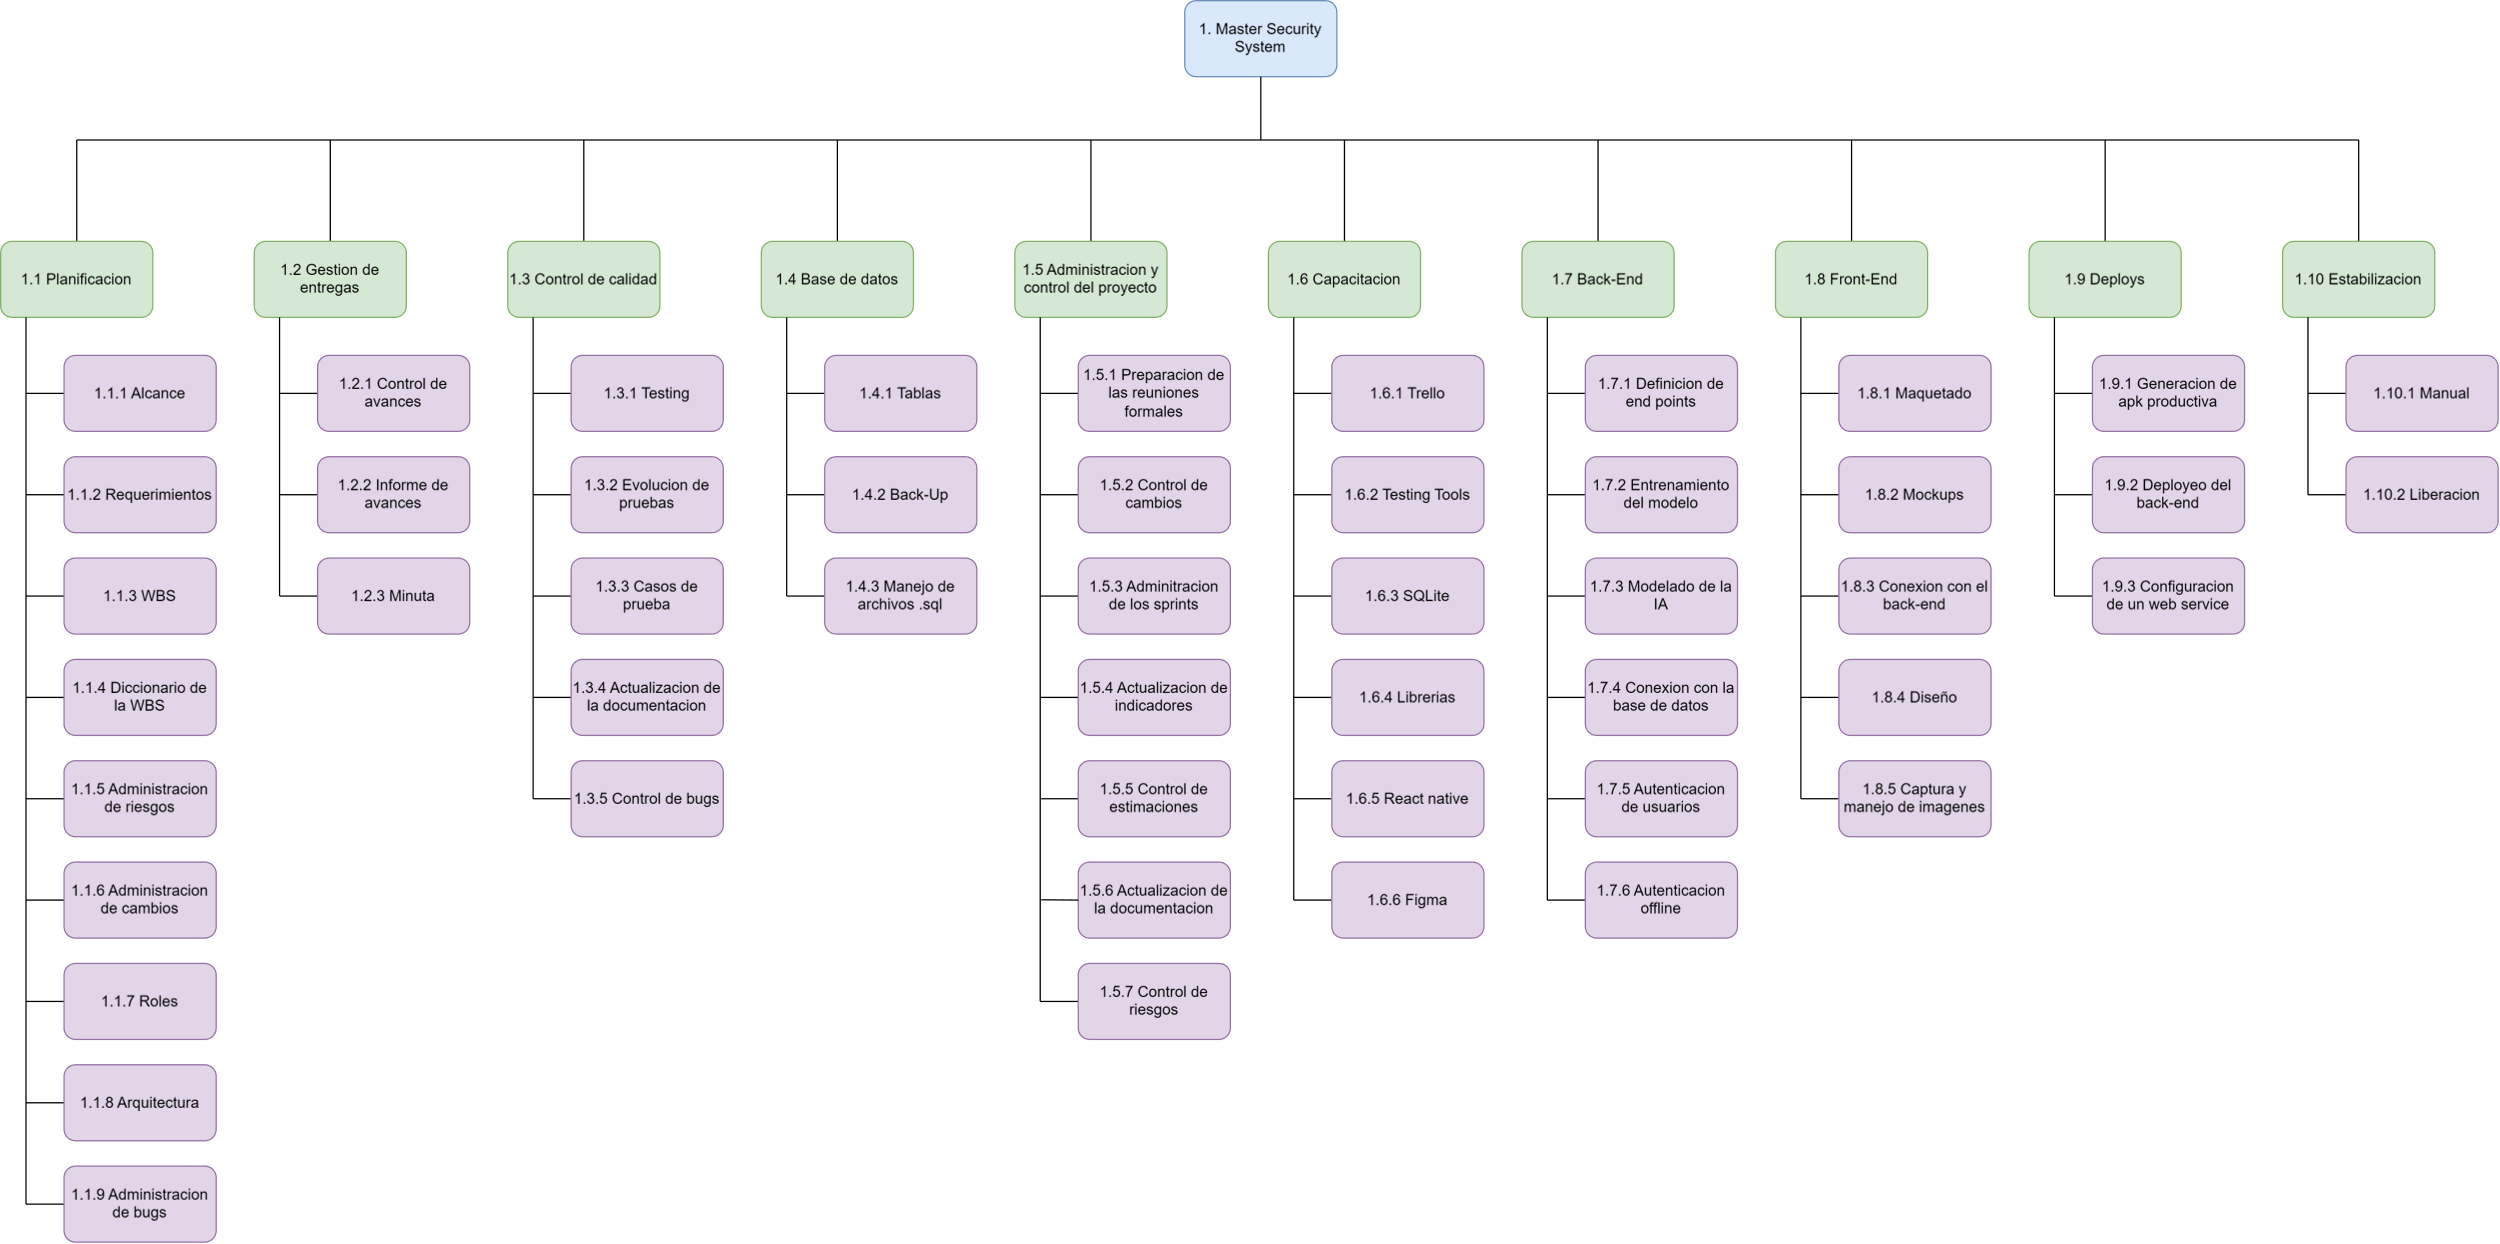 1. Master Security
System
1.1 Planificacion
1.1.1 Alcance
1.1.2 Requerimientos
1.1.3 WBS
1.1.4 Diccionario de
la WBS
1.1.5 Administracion
de riesgos
1.1.6 Administracion
de cambios
1.1.7 Roles
1.1.8 Arquitectura
1.1.9 Administracion
de bugs
1.2 Gestion de
entregas
1.2.1 Control de
avances
1.2.2 Informe de
avances
1.2.3 Minuta
1.3 Control de calidad
1.3.1 Testing
1.3.2 Evolucion de
pruebas
1.3.3 Casos de
prueba
1.3.4 Actualizacion de
la documentacion
1.3.5 Control de bugs
1.4 Base de datos
1.4.1 Tablas
1.4.2 Back-Up
1.4.3 Manejo de
archivos .sql
1.5 Administracion y
control del proyecto
1.5.1 Preparacion de
las reuniones
formales
1.5.2 Control de
cambios
1.5.3 Adminitracion
de los sprints
1.5.4 Actualizacion de
indicadores
1.5.5 Control de
estimaciones
1.5.6 Actualizacion de
la documentacion
1.5.7 Control de
riesgos
1.6 Capacitacion
1.6.1 Trello
1.6.2 Testing Tools
1.6.3 SQLite
1.6.4 Librerias
1.6.5 React native
1.6.6 Figma
1.7 Back-End
1.7.1 Definicion de
end points
1.7.2 Entrenamiento
del modelo
1.7.3 Modelado de la
IA
1.7.4 Conexion con la
base de datos
1.7.5 Autenticacion
de usuarios
1.7.6 Autenticacion
offline
1.8 Front-End
1.8.1 Maquetado
1.8.2 Mockups
1.8.3 Conexion con el
back-end
1.8.4 Diseño
1.8.5 Captura y
manejo de imagenes
1.9 Deploys
1.9.1 Generacion de
apk productiva
1.9.2 Deployeo del
back-end
1.9.3 Configuracion
de un web service
1.10 Estabilizacion
1.10.1 Manual
1.10.2 Liberacion